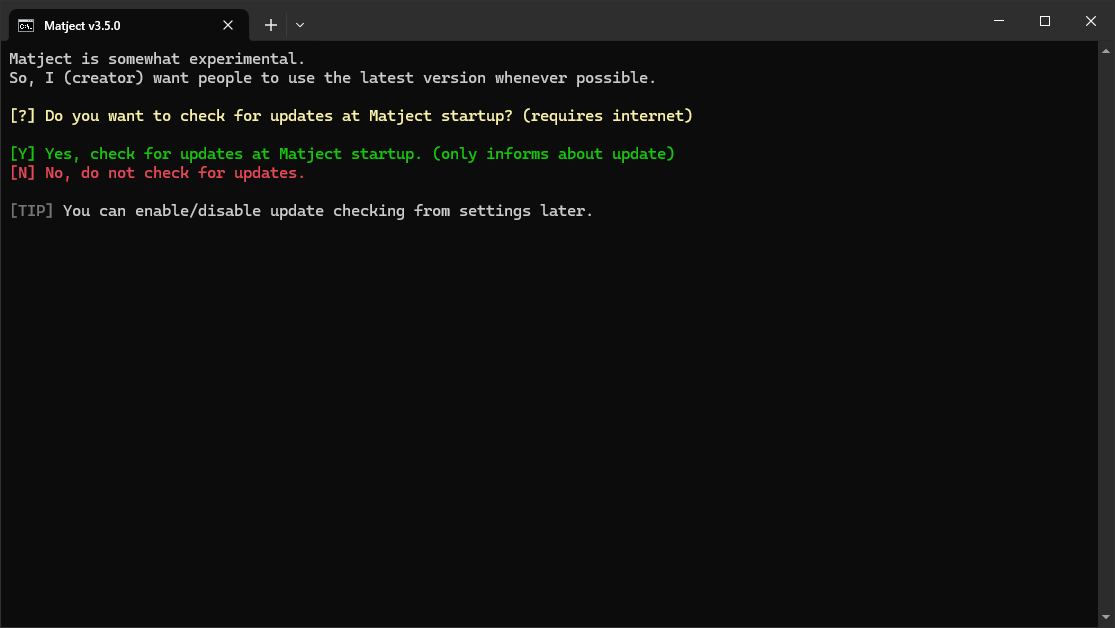 Matject v3.5.0
Matject is somewhat experimental.
So, I (creator) want people to use the latest version whenever possible.
[?] Do you want to check for updates at Matject startup? (requires internet)
[Y] Yes, check for updates at Matject startup. (only informs about update)
[N] No, do not check for updates.
[TIP] You can enable/disable update checking from settings later.